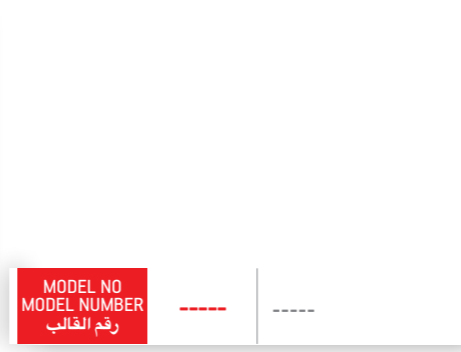 MODEL NO
MODEL NUMBER
رقم القالب
----- -----